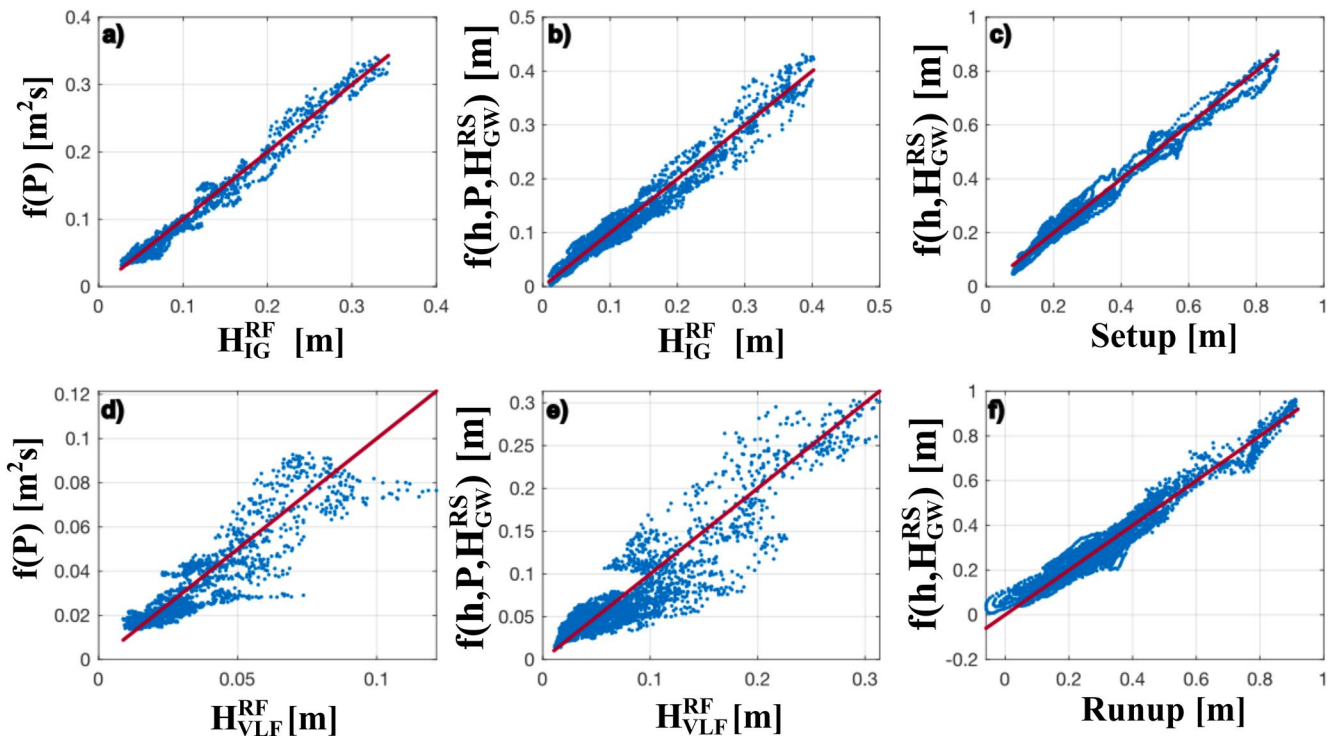 a)
f(P) [m²s]
0.4
0.3
0.2
0.1
0
0 0.1 0.2 0.3 0.4
H_IG^RF [m]
b)
f(h,P,H_GW^RS) [m]
0.5
0.4
0.3
0.2
0.1
0
0 0.1 0.2 0.3 0.4 0.5
H_IG^RF [m]
c)
f(h,H_GW^RS) [m]
1
0.8
0.6
0.4
0.2
0
0 0.2 0.4 0.6 0.8 1
Setup [m]
d)
f(P) [m²s]
0.12
0.1
0.08
0.06
0.04
0.02
0
0 0.05 0.1
H_VLF^RF [m]
e)
f(h,P,H_GW^RS) [m]
0.3
0.25
0.2
0.15
0.1
0.05
0
0 0.1 0.2 0.3
H_VLF^RF [m]
f)
f(h,H_GW^RS) [m]
1
0.8
0.6
0.4
0.2
0
-0.2
0 0.2 0.4 0.6 0.8 1
Runup [m]